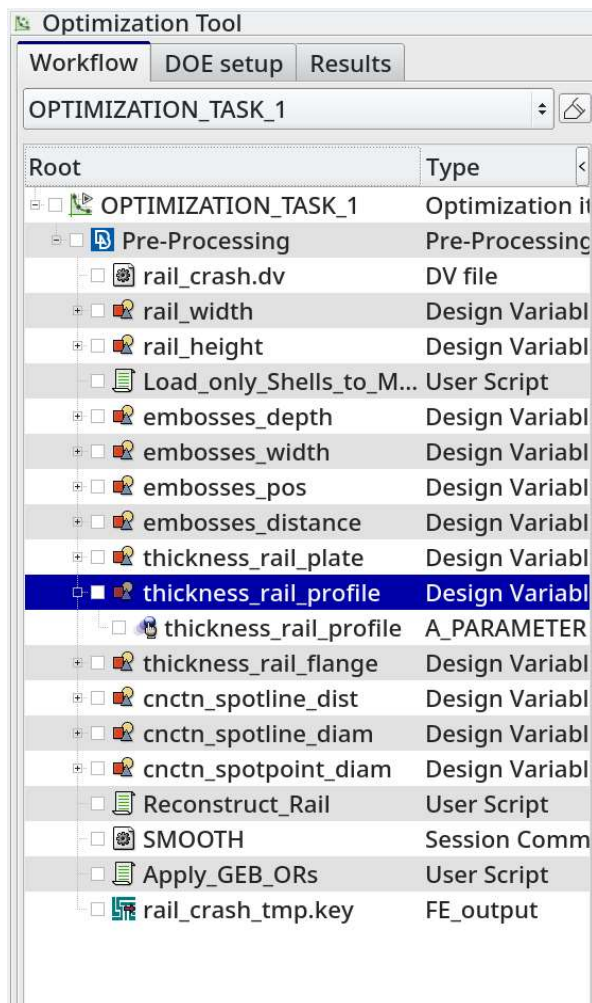 Optimization Tool
Workflow DOE setup Results
OPTIMIZATION_TASK_1
Root Type <
OPTIMIZATION_TASK_1 Optimization it
Pre-Processing Pre-Processing
rail_crash.dv DV file
rail_width Design Variabl
rail_height Design Variabl
Load_only_Shells_to_M... User Script
embosses_depth Design Variabl
embosses_width Design Variabl
embosses_pos Design Variabl
embosses_distance Design Variabl
thickness_rail_plate Design Variabl
thickness_rail_profile Design Variabl
thickness_rail_profile A_PARAMETER
thickness_rail_flange Design Variabl
cnctn_spotline_dist Design Variabl
cnctn_spotline_diam Design Variabl
cnctn_spotpoint_diam Design Variabl
Reconstruct_Rail User Script
SMOOTH Session Comm
Apply_GEB_ORs User Script
rail_crash_tmp.key FE_output